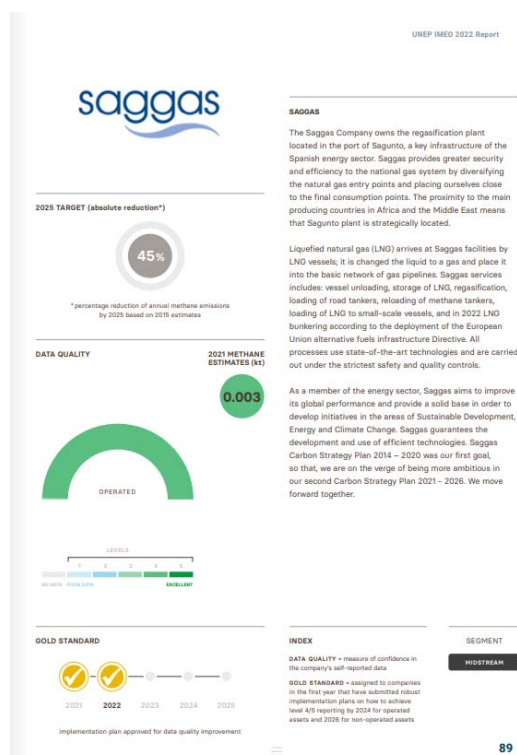 UNEP IMED 2022 Report
saggas
2025 TARGET (absolute reduction*)
45%
*percentage reduction of annual methane emissions
by 2025 based on 2015 estimates
DATA QUALITY
2021 METHANE
ESTIMATES (kt)
0.003
OPERATED
LEVELS
1 2 3 4 5
NO DATA POOR DATA EXCELLENT
GOLD STANDARD
2021 2022 2023 2024 2025
Implementation plan approved for data quality improvement
SAGGAS
The Saggas Company owns the regasification plant
located in the port of Sagunto, a key infrastructure of the
Spanish energy sector. Saggas provides greater security
and efficiency to the national gas system by diversifying
the natural gas entry points and placing ourselves close
to the final consumption points. The proximity to the main
producing countries in Africa and the Middle East means
that Sagunto plant is strategically located.
Liquefied natural gas (LNG) arrives at Saggas facilities by
LNG vessels; it is changed the liquid to a gas and place it
into the basic network of gas pipelines. Saggas services
includes: vessel unloading, storage of LNG, regasification,
loading of road tankers, reloading of methane tankers,
loading of LNG to small-scale vessels, and in 2022 LNG
bunkering according to the deployment of the European
Union alternative fuels infrastructure Directive. All
processes use state-of-the-art technologies and are carried
out under the strictest safety and quality controls.
As a member of the energy sector, Saggas aims to improve
its global performance and provide a solid base in order to
develop initiatives in the areas of Sustainable Development,
Energy and Climate Change. Saggas guarantees the
development and use of efficient technologies. Saggas
Carbon Strategy Plan 2014 – 2020 was our first goal,
so that, we are on the verge of being more ambitious in
our second Carbon Strategy Plan 2021 - 2026. We move
forward together.
INDEX
DATA QUALITY – measure of confidence in
the company's self-reported data
GOLD STANDARD – assigned to companies
in the first year that have submitted robust
implementation plans on how to achieve
level 4/5 reporting by 2024 for operated
assets and 2026 for non-operated assets
SEGMENT
MIDSTREAM
89